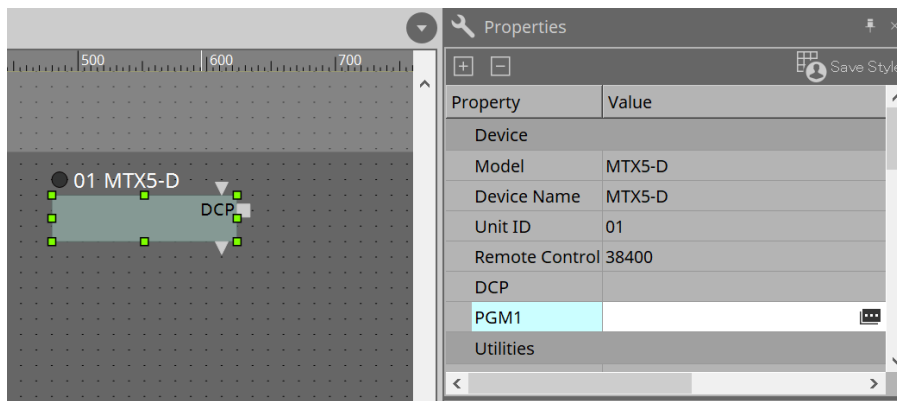 Properties
500
600
700
Save Style
Property Value
Device
Model MTX5-D
Device Name MTX5-D
Unit ID 01
Remote Control 38400
DCP
PGM1
Utilities
01 MTX5-D
DCP